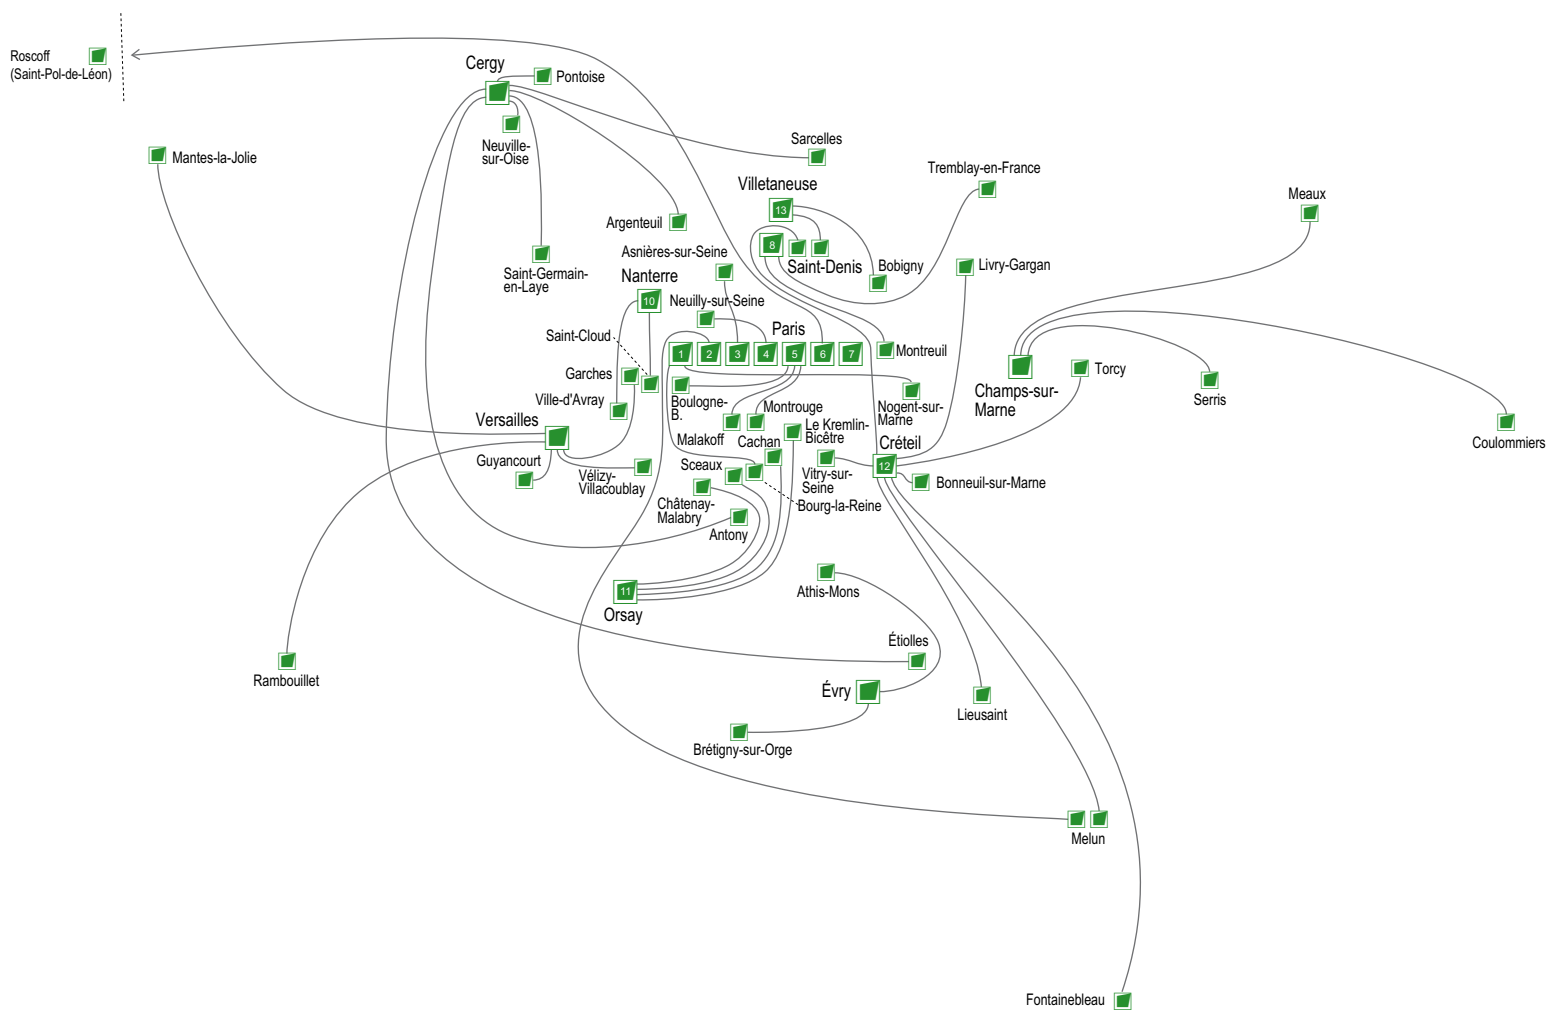 Roscoff
(Saint-Pol-de-Léon)
Cergy
Pontoise
Neuville-
sur-Oise
Mantes-la-Jolie
Sarcelles
Tremblay-en-France
Villetaneuse
13
Meaux
Argenteuil
8
Saint-Denis
Asnières-sur-Seine
Bobigny
Livry-Gargan
Saint-Germain-
en-Laye
Nanterre
10
Neuilly-sur-Seine
Paris
Saint-Cloud
1
2
3
4
5
6
7
Montreuil
Garches
Champs-sur-
Marne
Torcy
Serris
Ville-d'Avray
Boulogne-
B.
Montrouge
Nogent-sur-
Marne
Versailles
Malakoff
Le Kremlin-
Bicêtre
Cachan
Créteil
12
Coulommiers
Guyancourt
Vélizy-
Villacoublay
Sceaux
Vitry-sur-
Seine
Bonneuil-sur-Marne
Châtenay-
Malabry
Bourg-la-Reine
Antony
11
Orsay
Athis-Mons
Étiolles
Rambouillet
Évry
Lieusaint
Brétigny-sur-Orge
Melun
Fontainebleau